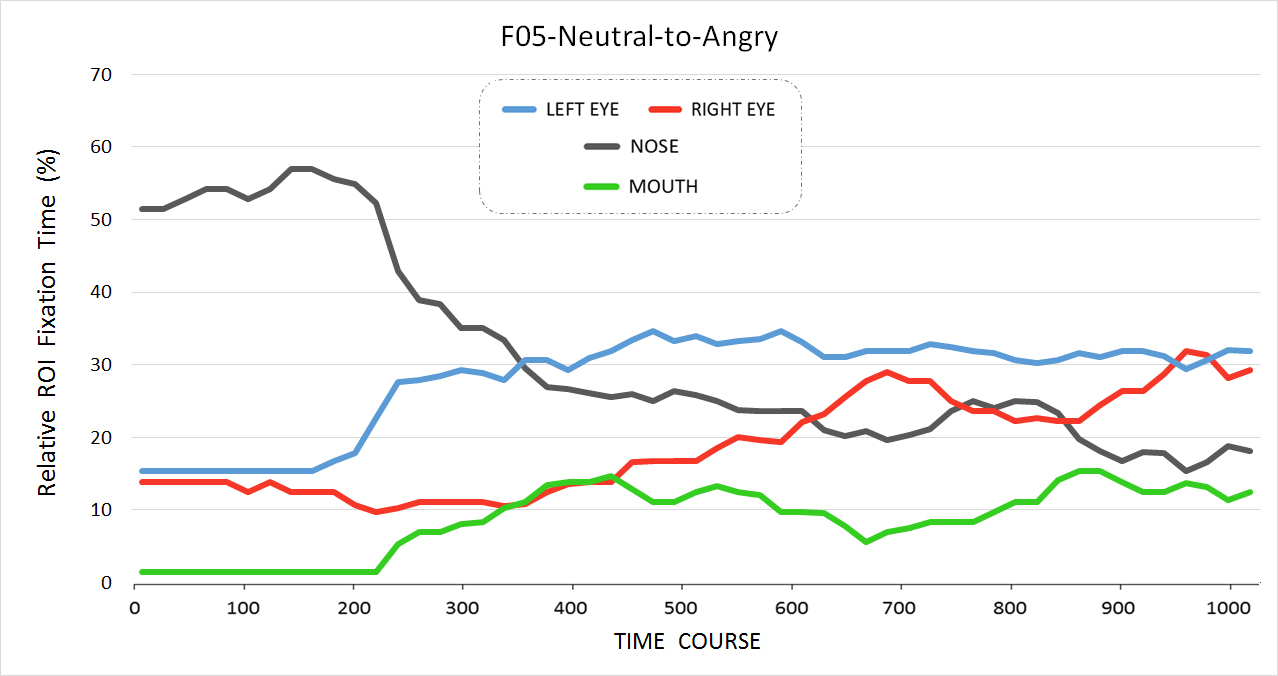 F05-Neutral-to-Angry
LEFT EYE RIGHT EYE
NOSE
MOUTH
Relative ROI Fixation Time (%)
70
60
50
40
30
20
10
0
0 100 200 300 400 500 600 700 800 900 1000
TIME COURSE